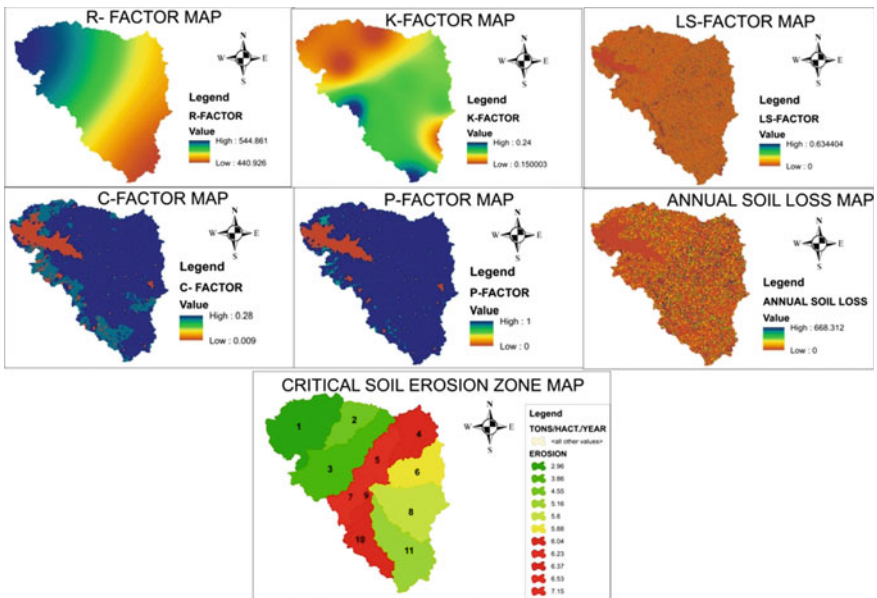 R- FACTOR MAP
N
W
E
S
Legend
R-FACTOR
Value
High : 544.861
Low : 440.926
K-FACTOR MAP
N
W
E
S
Legend
K-FACTOR
Value
High : 0.24
Low : 0.150003
LS-FACTOR MAP
N
W
E
S
Legend
LS-FACTOR
Value
High : 0.634404
Low : 0
C-FACTOR MAP
N
W
E
S
Legend
C- FACTOR
Value
High : 0.28
Low : 0.009
P-FACTOR MAP
N
W
E
S
Legend
P-FACTOR
Value
High : 1
Low : 0
ANNUAL SOIL LOSS MAP
N
W
E
S
Legend
ANNUAL SOIL LOSS
Value
High : 668.312
Low : 0
CRITICAL SOIL EROSION ZONE MAP
1
2
3
4
5
6
7
9
8
10
11
N
W
E
S
Legend
TONS/HACT./YEAR
<all other values>
EROSION
2.96
3.86
4.55
5.16
5.8
5.88
6.04
6.23
6.37
6.53
7.15